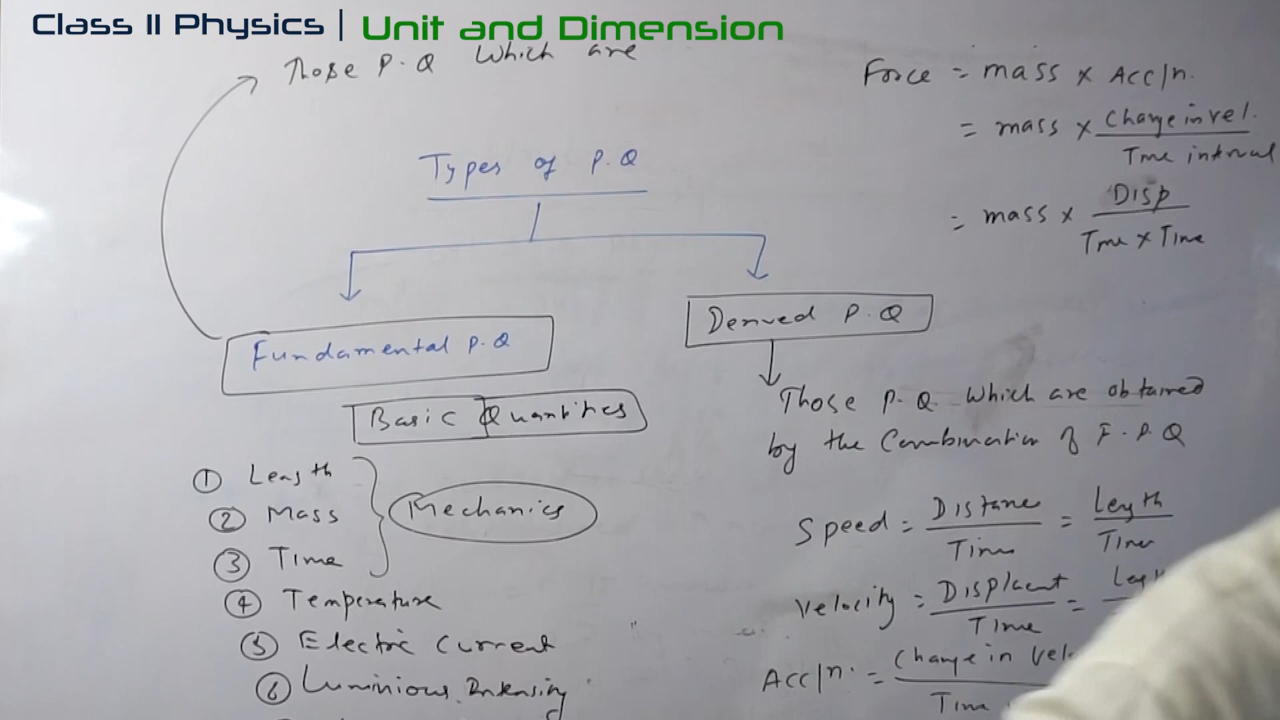 Class 11 Physics | Unit and Dimension
Those P.Q Which are
Types of P.Q
Fundamental P.Q
Basic Quantities
① Length
② Mass
③ Time
Mechanics
④ Temperature
⑤ Electric Current
⑥ Luminious Intensity
Derived P.Q
Those P.Q. Which are obtained
by the Combination of F.P.Q
Speed = Distance / Time = Length / Time
Velocity = Displacent / Time =
Acc/n. = Change in Vel / Time
Force = mass x Acc/n.
= mass x Change in vel. / Time interval
= mass x Disp / Time x Time